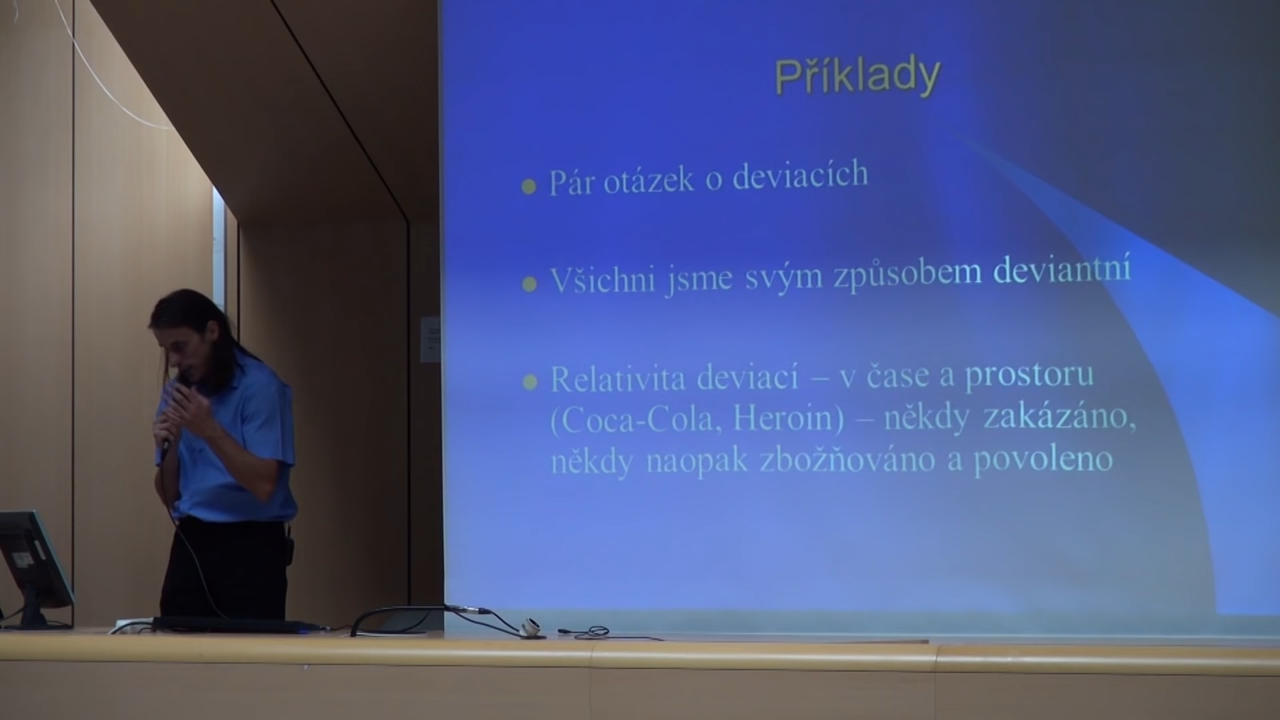 Příklady
Pár otázek o deviacích
Všichni jsme svým způsobem deviantní
Relativita deviací – v čase a prostoru
(Coca-Cola, Heroin) – někdy zakázáno,
někdy naopak zbožňováno a povoleno